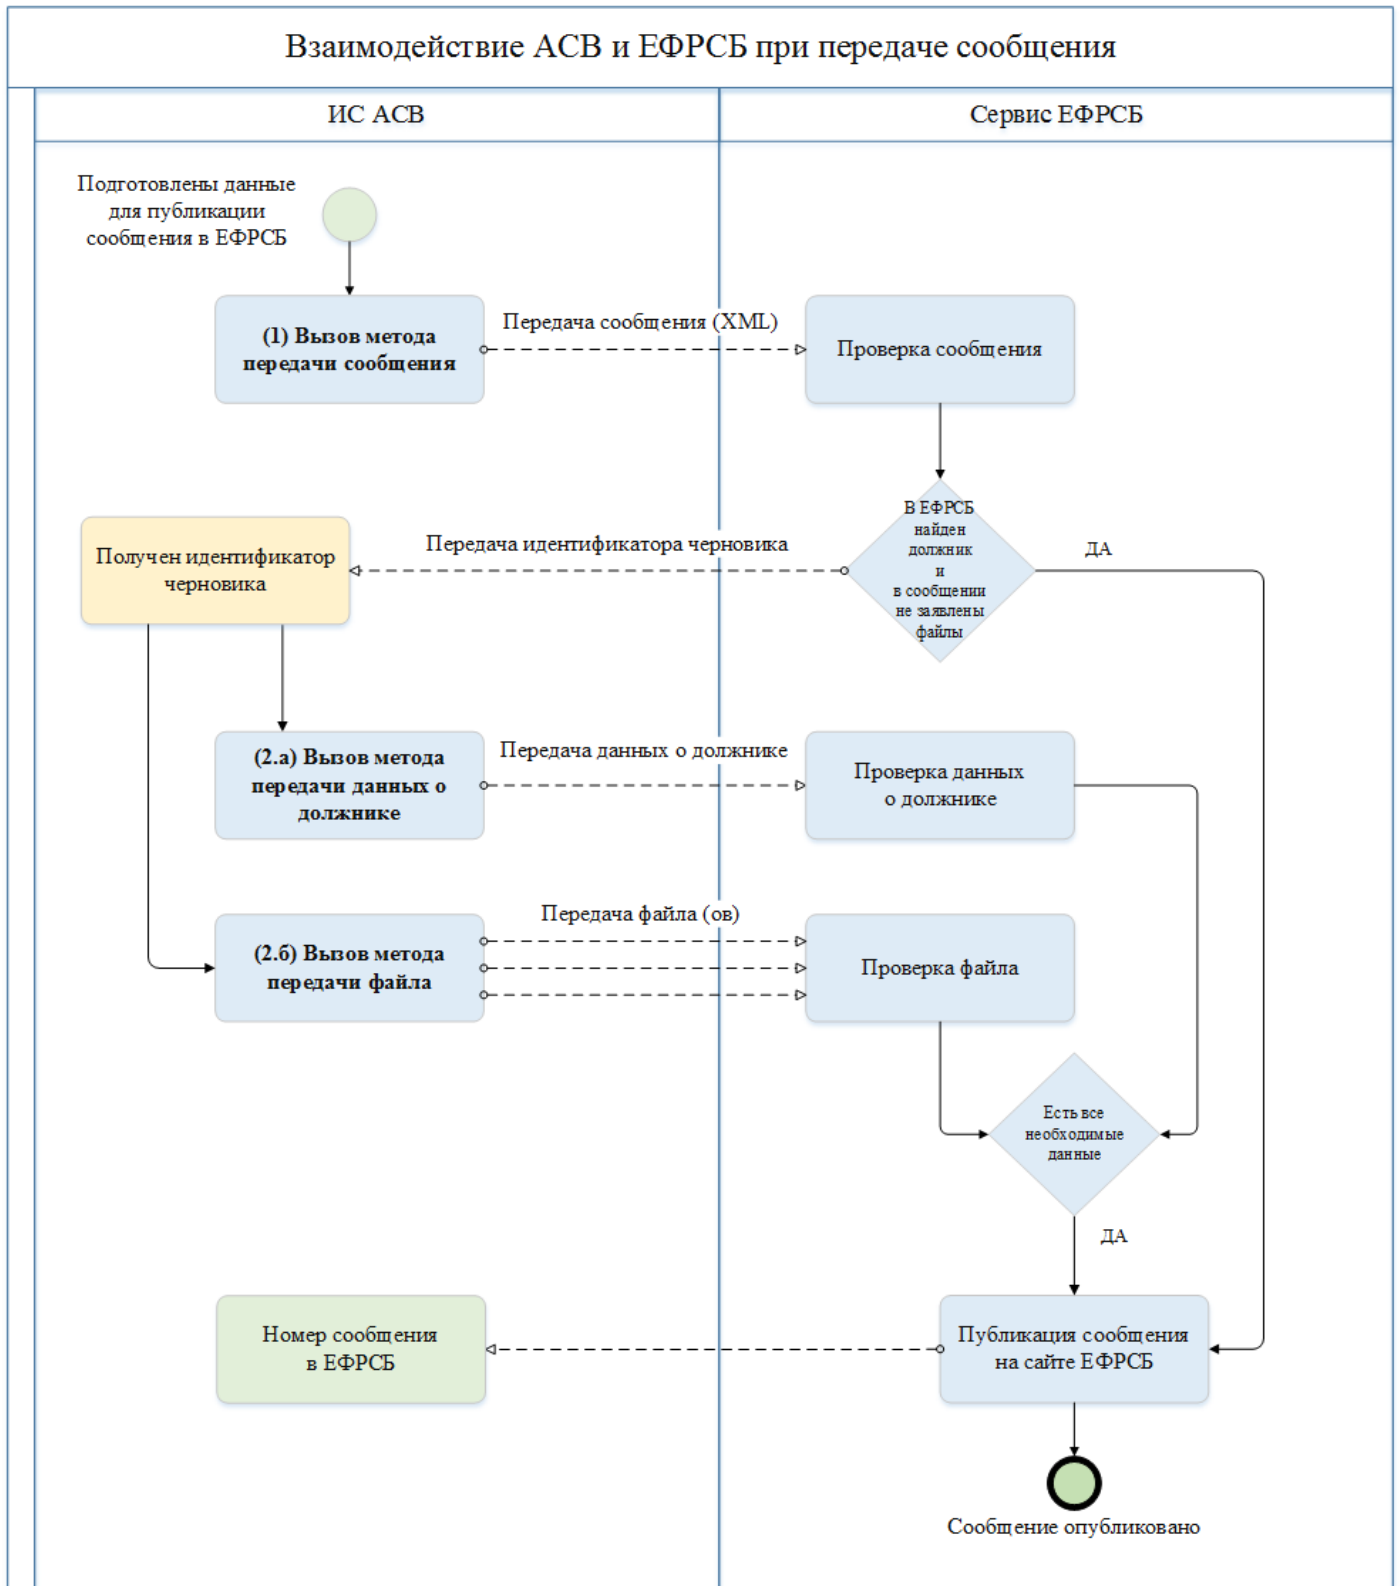 Взаимодействие АСВ и ЕФРСБ при передаче сообщения
ИС АСВ
Сервис ЕФРСБ
Подготовлены данные
для публикации
сообщения в ЕФРСБ
(1) Вызов метода
передачи сообщения
Передача сообщения (XML)
Проверка сообщения
В ЕФРСБ
найден
должник
и
в сообщении
не заявлены
файлы
ДА
Передача идентификатора черновика
Получен идентификатор
черновика
(2.а) Вызов метода
передачи данных о
должнике
Передача данных о должнике
Проверка данных
о должнике
(2.б) Вызов метода
передачи файла
Передача файла (ов)
Проверка файла
Есть все
необходимые
данные
ДА
Номер сообщения
в ЕФРСБ
Публикация сообщения
на сайте ЕФРСБ
Сообщение опубликовано